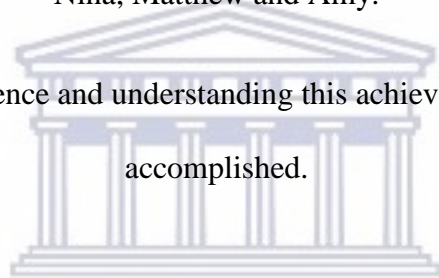 Nina, Matthew and Amy.
ence and understanding this achiev
accomplished.